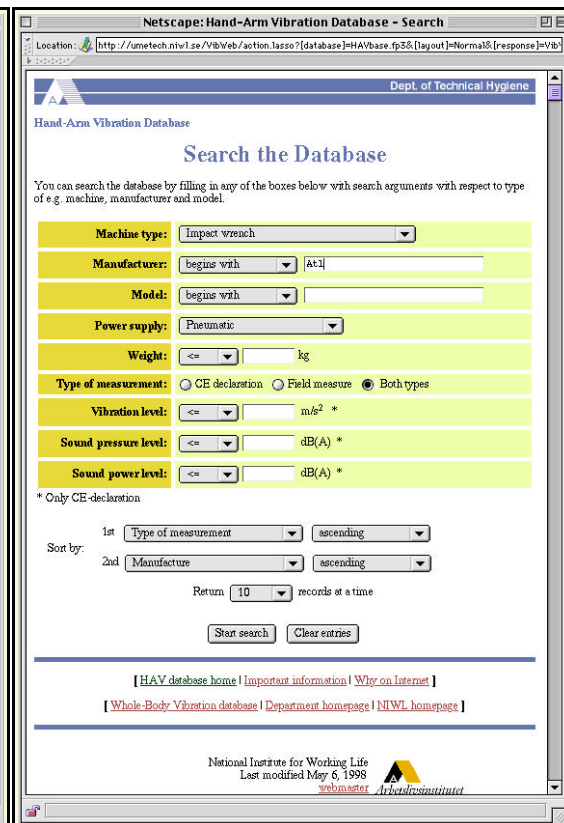 Netscape: Hand-Arm Vibration Database - Search
Location: http://umetech.niwl.se/VibWeb/action.lasso?[database]=HAVbase.fp3&[layout]=Normal&[response]=VibV
Dept. of Technical Hygiene
Hand-Arm Vibration Database
Search the Database
You can search the database by filling in any of the boxes below with search arguments with respect to type
of e.g. machine, manufacturer and model.
Machine type: Impact wrench
Manufacturer: begins with Atl
Model: begins with
Power supply: Pneumatic
Weight: <= kg
Type of measurement: CE declaration Field measure Both types
Vibration level: <= m/s² *
Sound pressure level: <= dB(A) *
Sound power level: <= dB(A) *
* Only CE-declaration
Sort by:
1st Type of measurement ascending
2nd Manufacture ascending
Return 10 records at a time
Start search Clear entries
[ HAV database home | Important information | Why on Internet ]
[ Whole-Body Vibration database | Department homepage | NIWL homepage ]
National Institute for Working Life
Last modified May 6, 1998
webmaster Arbetslivsinstitutet